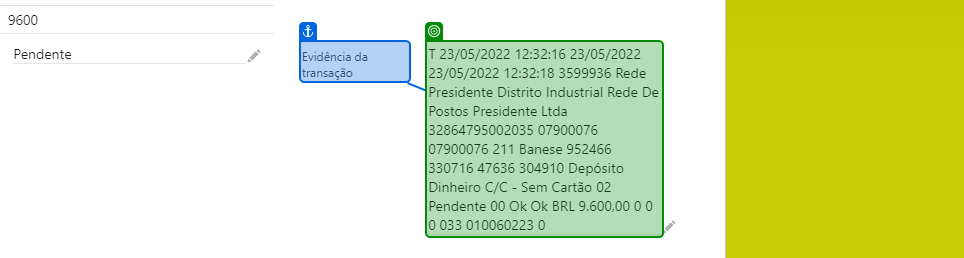 9600
Pendente
Evidência da
transação
T 23/05/2022 12:32:16 23/05/2022
23/05/2022 12:32:18 3599936 Rede
Presidente Distrito Industrial Rede De
Postos Presidente Ltda
32864795002035 07900076
07900076 211 Banese 952466
330716 47636 304910 Depósito
Dinheiro C/C - Sem Cartão 02
Pendente 00 Ok Ok BRL 9.600,00 0 0
0 033 010060223 0